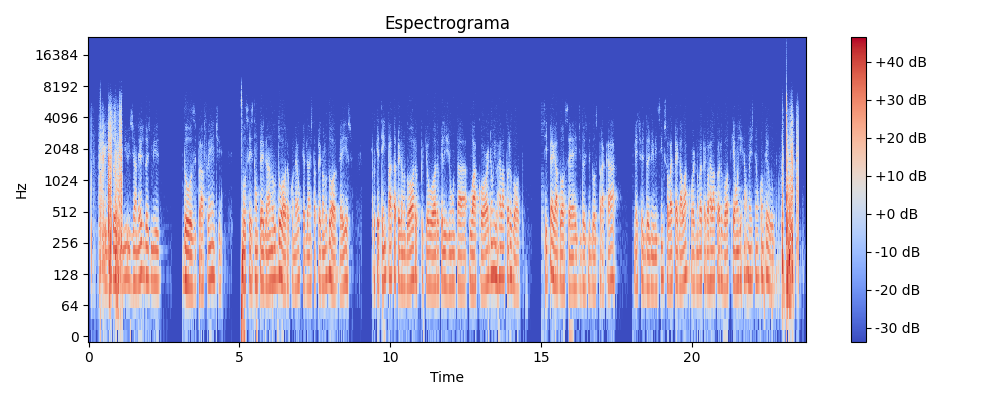 Espectrograma
16384
8192
4096
2048
1024
512
256
128
64
0
Hz
0 5 10 15 20
Time
+40 dB
+30 dB
+20 dB
+10 dB
+0 dB
-10 dB
-20 dB
-30 dB